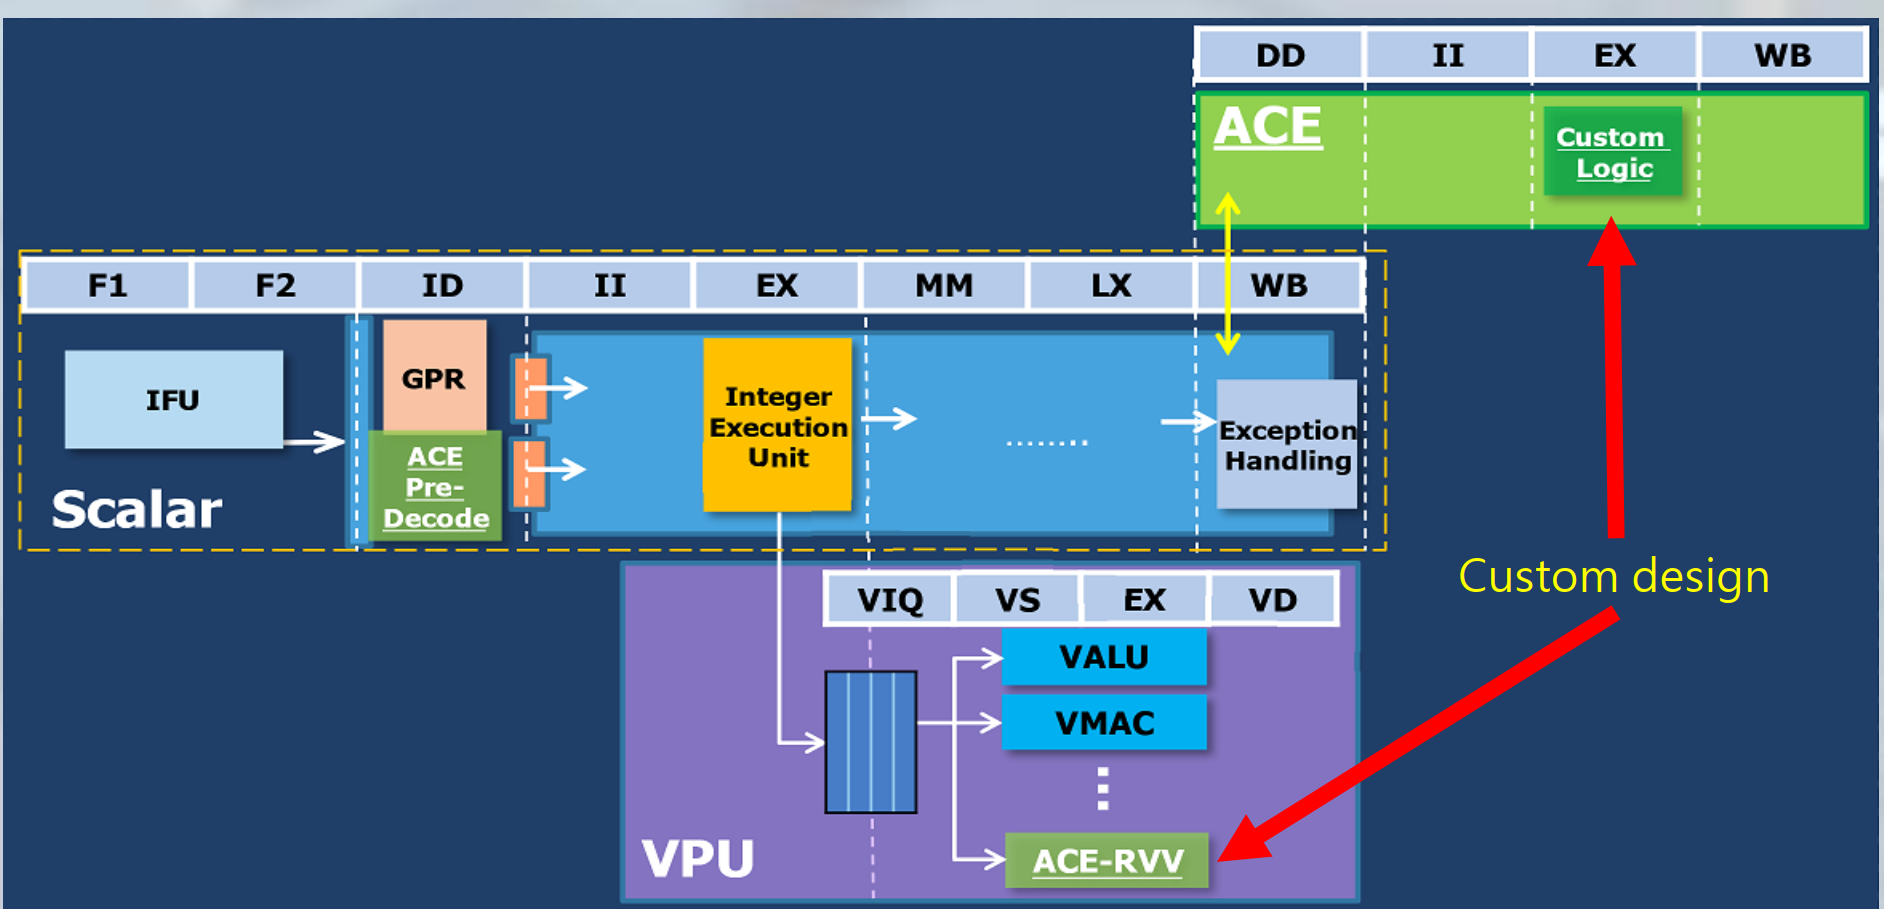 DD II EX WB
ACE
Custom
Logic
F1 F2 ID II EX MM LX WB
IFU
GPR
ACE
Pre-
Decode
Integer
Execution
Unit
........
Exception
Handling
Scalar
Custom design
VIQ VS EX VD
VALU
VMAC
ACE-RVV
VPU